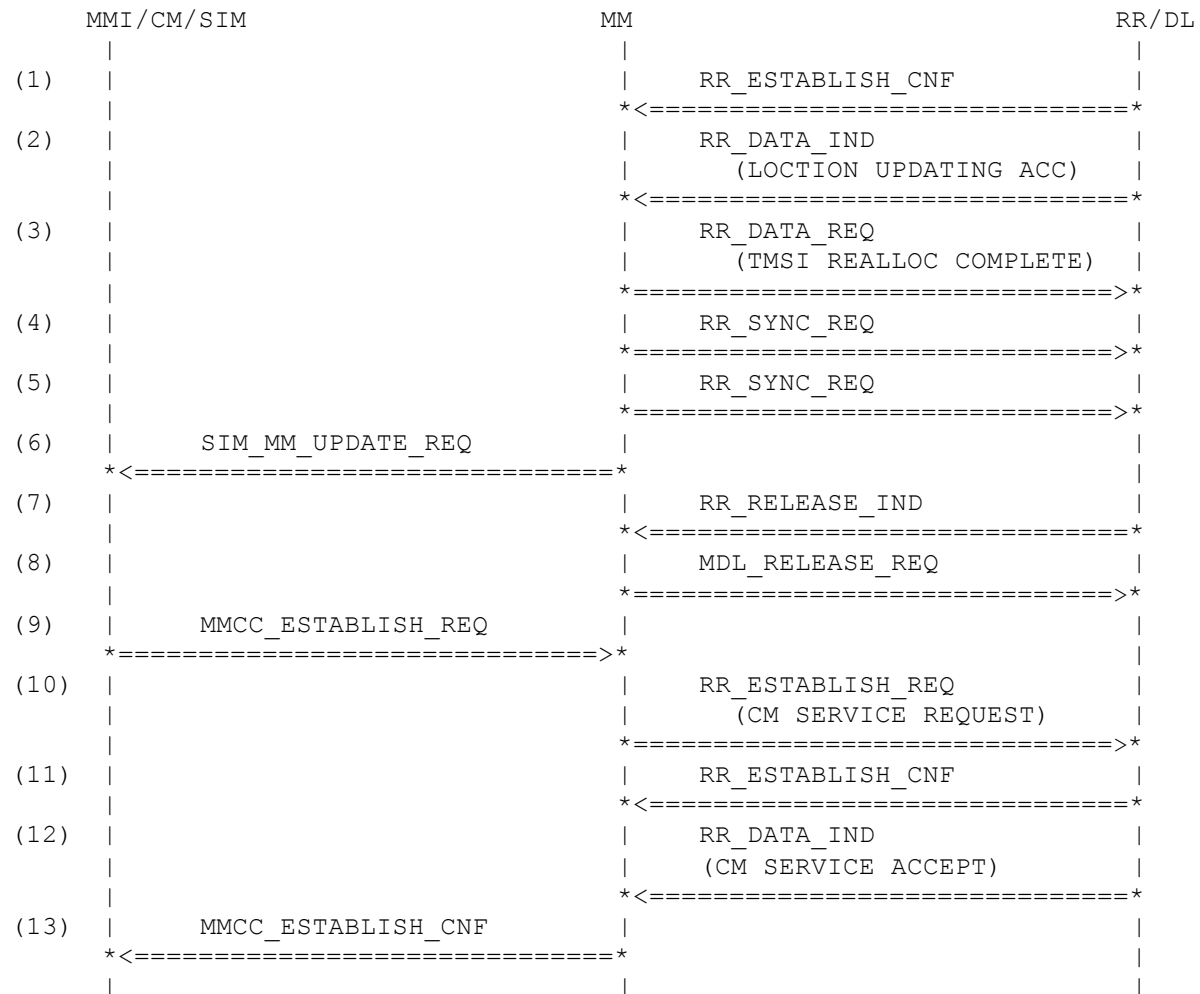 MMI/CM/SIM MM RR/DL
(1) RR_ESTABLISH_CNF
(2) RR_DATA_IND
(LOCTION UPDATING ACC)
(3) RR_DATA_REQ
(TMSI REALLOC COMPLETE)
(4) RR_SYNC_REQ
(5) RR_SYNC_REQ
(6) SIM_MM_UPDATE_REQ
(7) RR_RELEASE_IND
(8) MDL_RELEASE_REQ
(9) MMCC_ESTABLISH_REQ
(10) RR_ESTABLISH_REQ
(CM SERVICE REQUEST)
(11) RR_ESTABLISH_CNF
(12) RR_DATA_IND
(CM SERVICE ACCEPT)
(13) MMCC_ESTABLISH_CNF